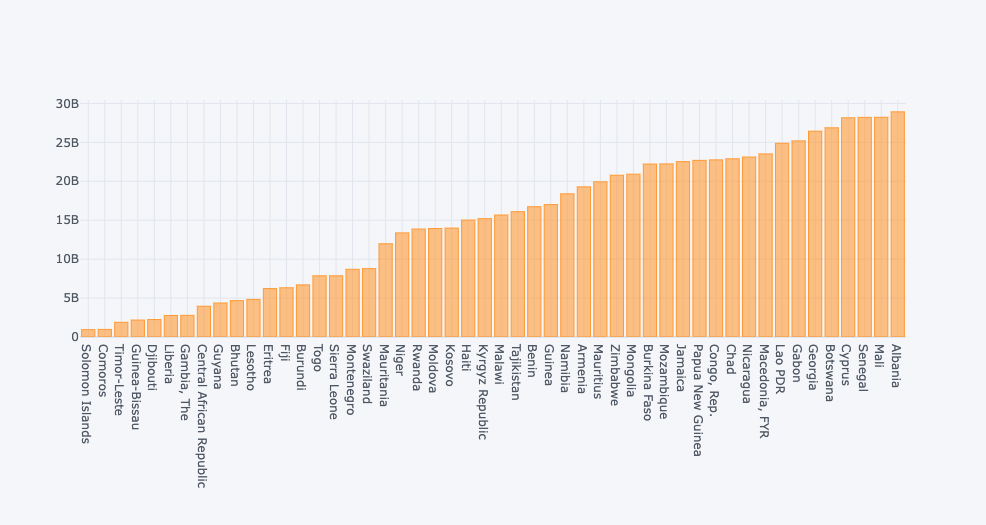 30B
25B
20B
15B
10B
5B
0
Solomon Islands
Comoros
Timor-Leste
Guinea-Bissau
Djibouti
Liberia
Gambia, The
Central African Republic
Guyana
Bhutan
Lesotho
Eritrea
Fiji
Burundi
Togo
Sierra Leone
Montenegro
Swaziland
Mauritania
Niger
Rwanda
Moldova
Kosovo
Haiti
Kyrgyz Republic
Malawi
Tajikistan
Benin
Guinea
Namibia
Armenia
Mauritius
Zimbabwe
Mongolia
Burkina Faso
Mozambique
Jamaica
Papua New Guinea
Congo, Rep.
Chad
Nicaragua
Macedonia, FYR
Lao PDR
Gabon
Georgia
Botswana
Cyprus
Senegal
Mali
Albania